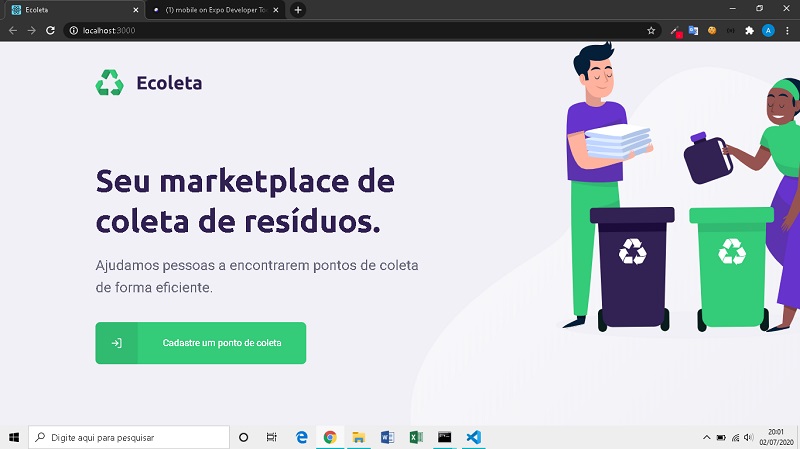 Ecoleta
(1) mobile on Expo Developer To
localhost:3000
A
Ecoleta
Seu marketplace de
coleta de resíduos.
Ajudamos pessoas a encontrarem pontos de coleta
de forma eficiente.
Cadastre um ponto de coleta
Digite aqui para pesquisar
20:01
02/07/2020